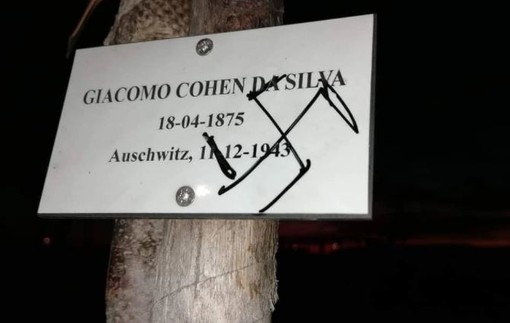 GIACOMO COHEN DA SILVA
18-04-1875
Auschwitz, 11-12-1943